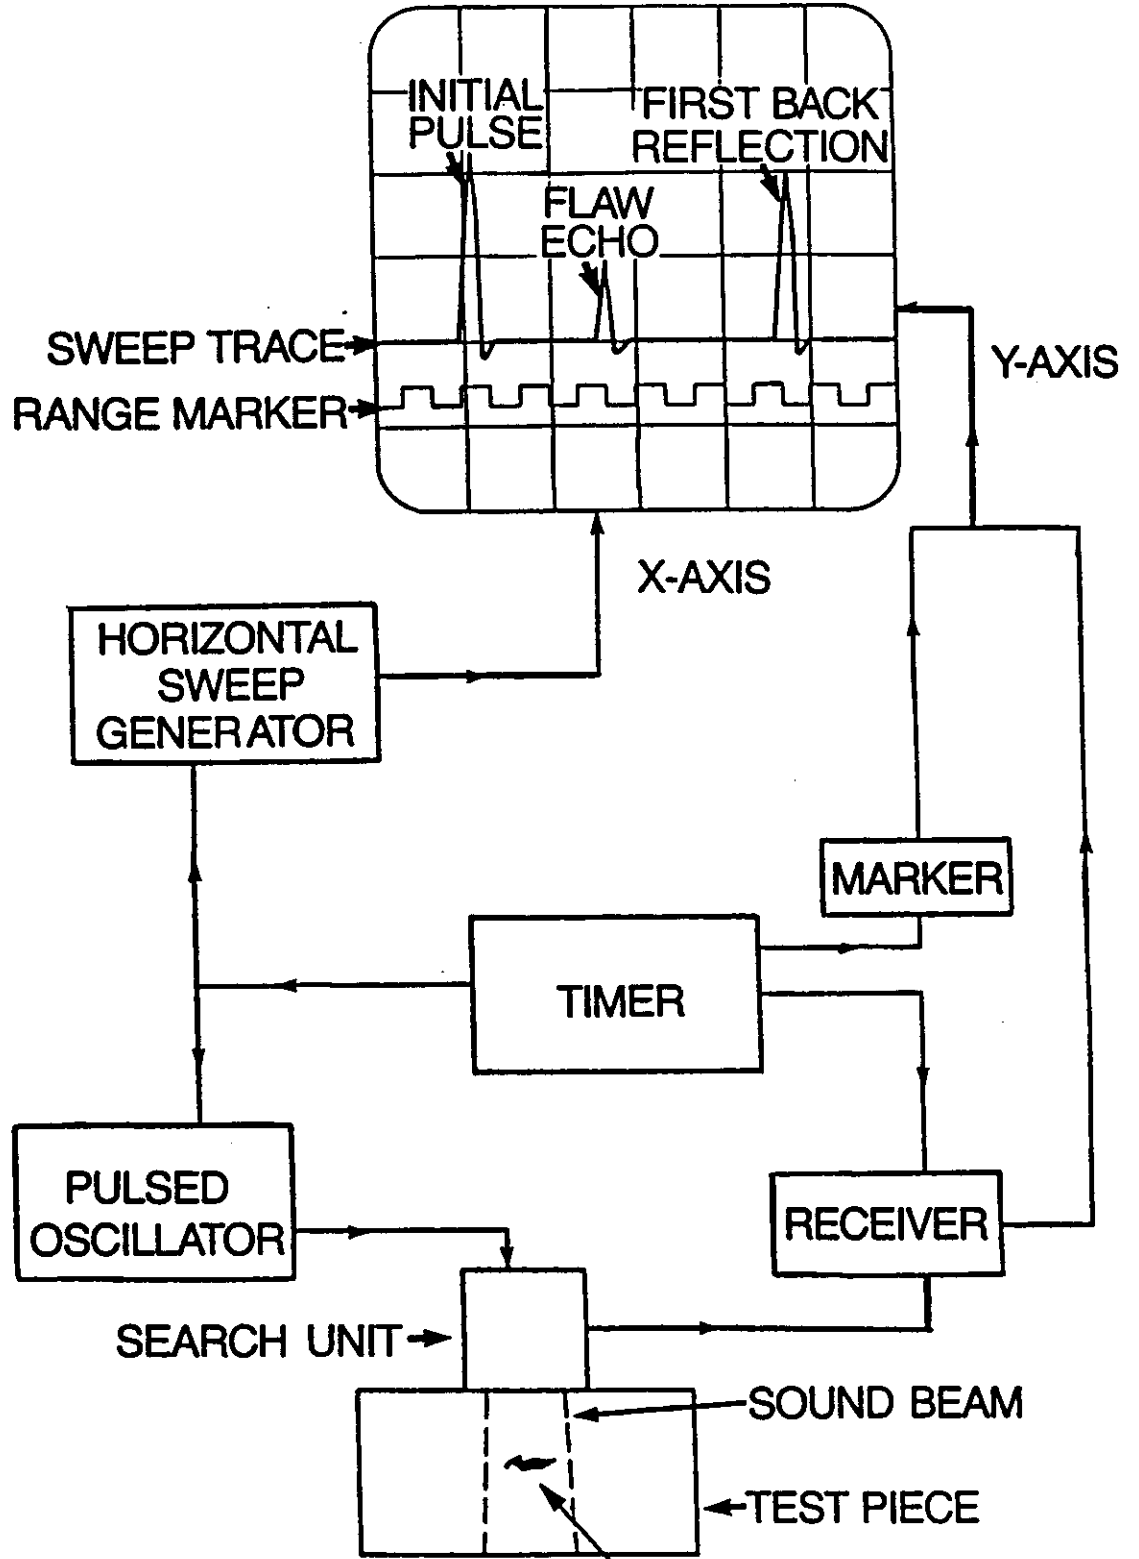 INITIAL
PULSE
FIRST BACK
REFLECTION
FLAW
ECHO
SWEEP TRACE
RANGE MARKER
Y-AXIS
X-AXIS
HORIZONTAL
SWEEP
GENERATOR
MARKER
TIMER
PULSED
OSCILLATOR
RECEIVER
SEARCH UNIT
SOUND BEAM
TEST PIECE